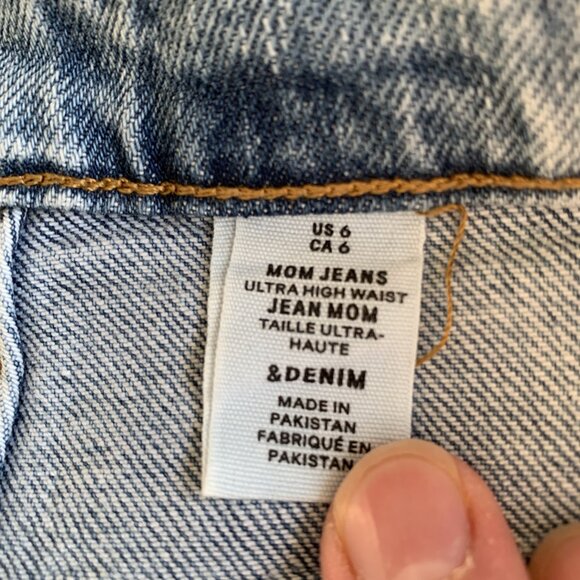 US 6
CA 6
MOM JEANS
ULTRA HIGH WAIST
JEAN MOM
TAILLE ULTRA-
HAUTE
&DENIM
MADE IN
PAKISTAN
FABRIQUÉ EN
PAKISTAN